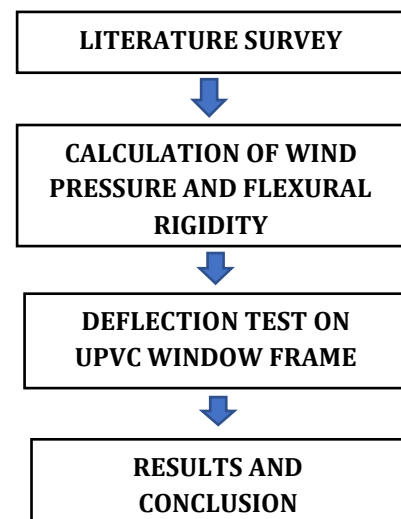 LITERATURE SURVEY
CALCULATION OF WIND
PRESSURE AND FLEXURAL
RIGIDITY
DEFLECTION TEST ON
UPVC WINDOW FRAME
RESULTS AND
CONCLUSION